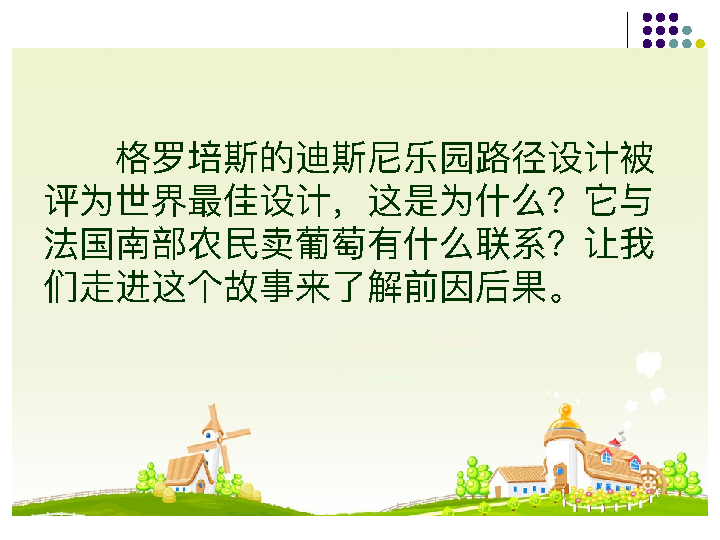 格罗培斯的迪斯尼乐园路径设计被
评为世界最佳设计，这是为什么？它与
法国南部农民卖葡萄有什么联系？让我
们走进这个故事来了解前因后果。